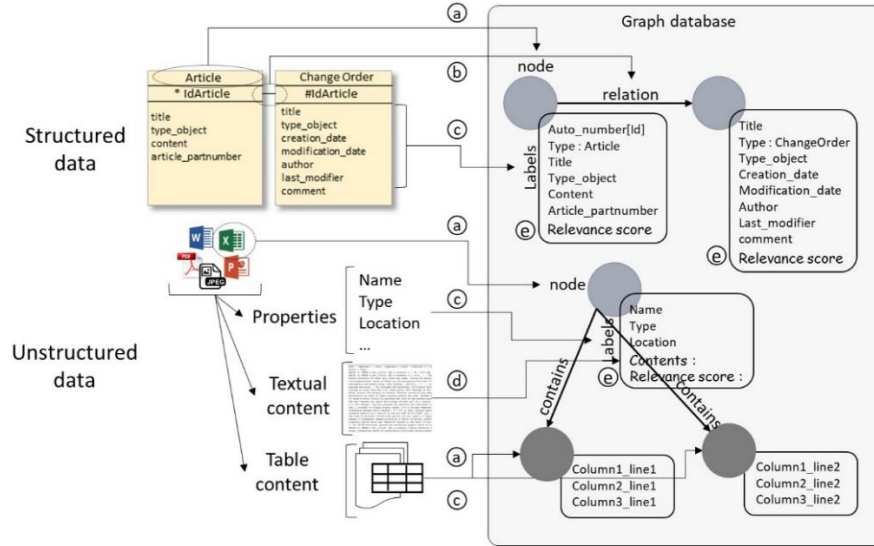 a
Graph database
node
b
relation
Article
Change Order
* IdArticle
#IdArticle
title
type_object
content
article_partnumber
title
type_object
creation_date
modification_date
author
last_modifier
comment
Structured
data
c
Labels
Auto_number[Id]
Type : Article
Title
Type_object
Content
Article_partnumber
e
Relevance score
Title
Type : ChangeOrder
Type_object
Creation_date
Modification_date
Author
Last_modifier
comment
e
Relevance score
a
W
X
PDF
JPEG
P
node
Unstructured
data
Properties
Name
Type
Location
...
c
Labels
Name
Type
Location
Contents :
e
Relevance score :
Textual
content
d
contains
contains
Table
content
a
c
Column1_line1
Column2_line1
Column3_line1
Column1_line2
Column2_line2
Column3_line2